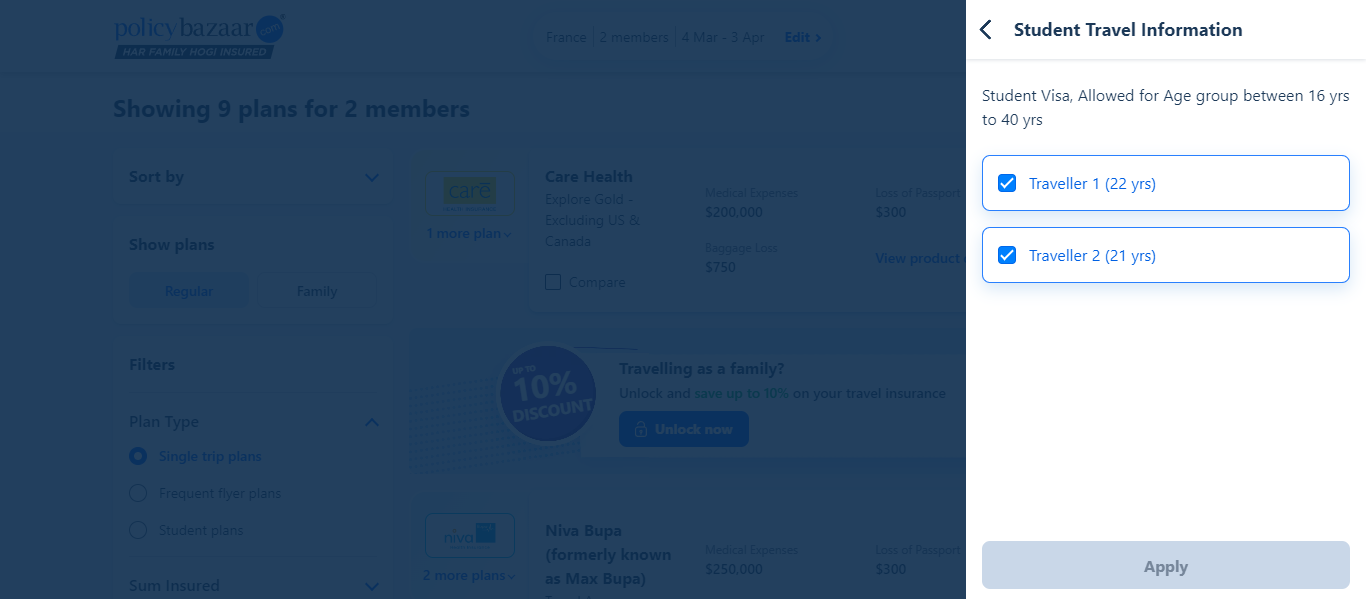 policybazaar.com
HAR FAMILY HOGI INSURED
France 2 members 4 Mar - 3 Apr Edit >
Showing 9 plans for 2 members
Sort by
Show plans
Regular Family
Filters
Plan Type
Single trip plans
Frequent flyer plans
Student plans
Sum Insured
care
1 more plan
Care Health
Explore Gold -
Excluding US &
Canada
Medical Expenses
$200,000
Loss of Passport
$300
Baggage Loss
$750
View product
Compare
UP TO
10%
DISCOUNT
Travelling as a family?
Unlock and save up to 10% on your travel insurance
Unlock now
niva
2 more plans
Niva Bupa
(formerly known
as Max Bupa)
Medical Expenses
$250,000
Loss of Passport
$300
Student Travel Information
Student Visa, Allowed for Age group between 16 yrs
to 40 yrs
Traveller 1 (22 yrs)
Traveller 2 (21 yrs)
Apply